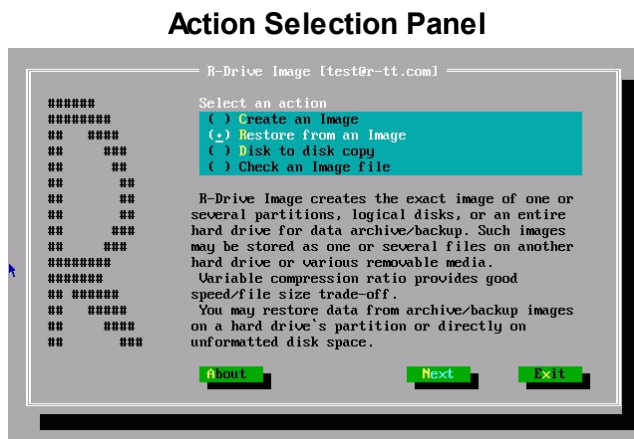 Action Selection Panel
R-Drive Image [test@r-tt.com]
Select an action
( ) Create an Image
(•) Restore from an Image
( ) Disk to disk copy
( ) Check an Image file
R-Drive Image creates the exact image of one or
several partitions, logical disks, or an entire
hard drive for data archive/backup. Such images
may be stored as one or several files on another
hard drive or various removable media.
Variable compression ratio provides good
speed/file size trade-off.
You may restore data from archive/backup images
on a hard drive`s partition or directly on
unformatted disk space.
About Next Exit